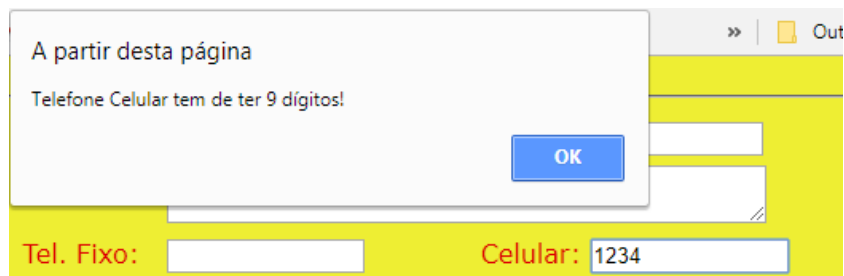 »
Out
A partir desta página
Telefone Celular tem de ter 9 dígitos!
OK
Tel. Fixo:
Celular: 1234